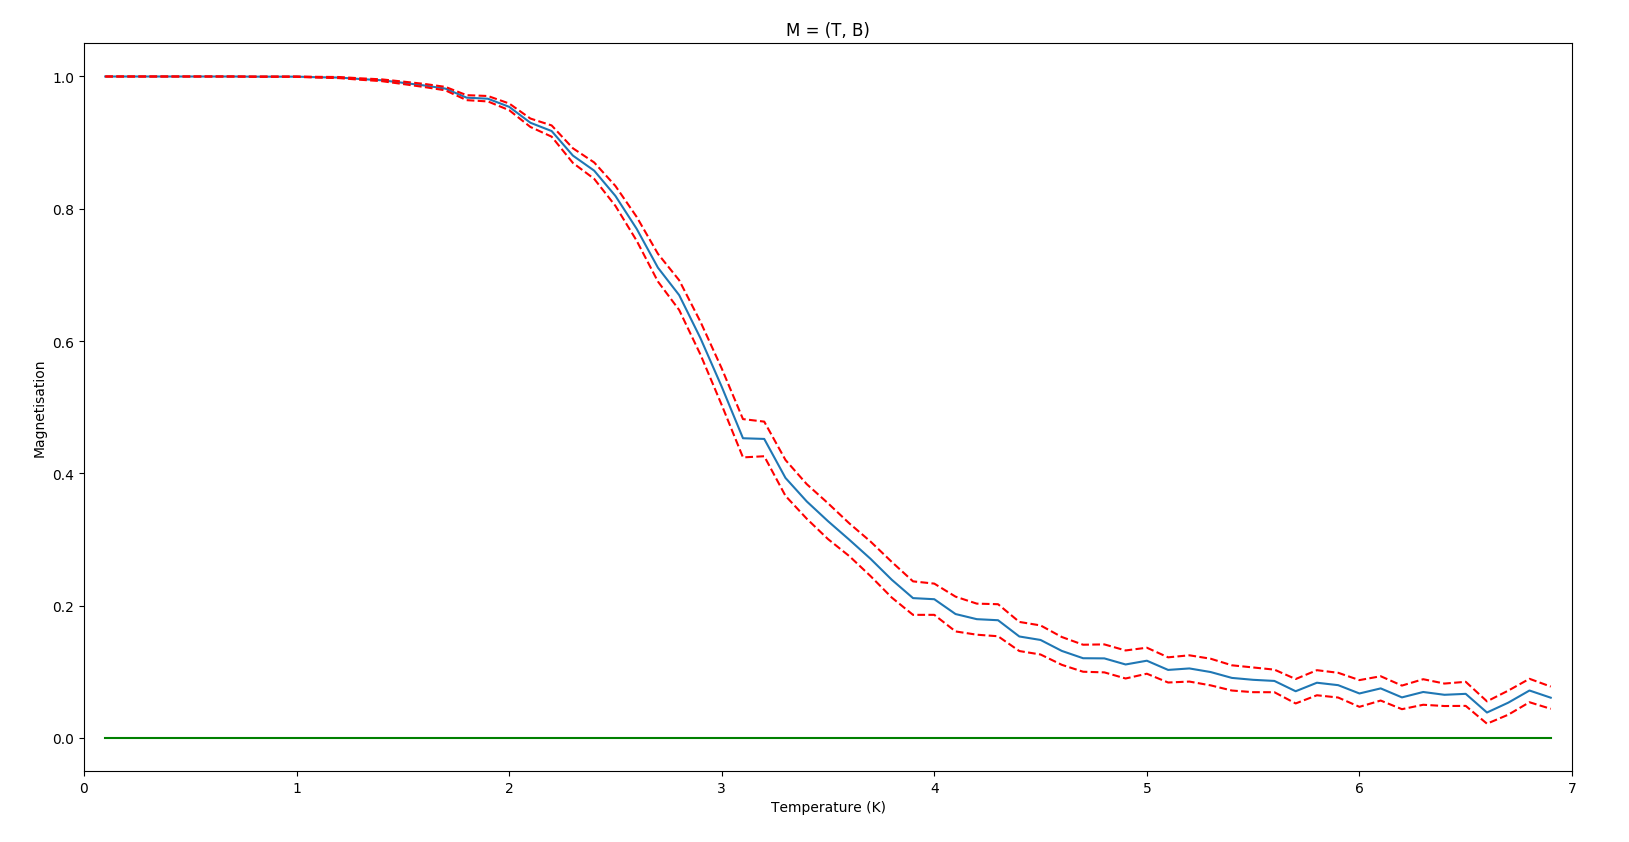 M = (T, B)
1.0
0.8
0.6
0.4
0.2
0.0
Magnetisation
0 1 2 3 4 5 6 7
Temperature (K)